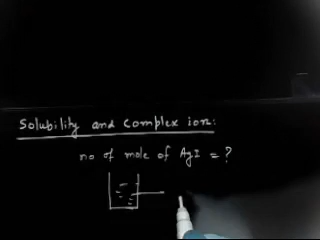 Solubility and complex ion:
no of mole of AgI = ?